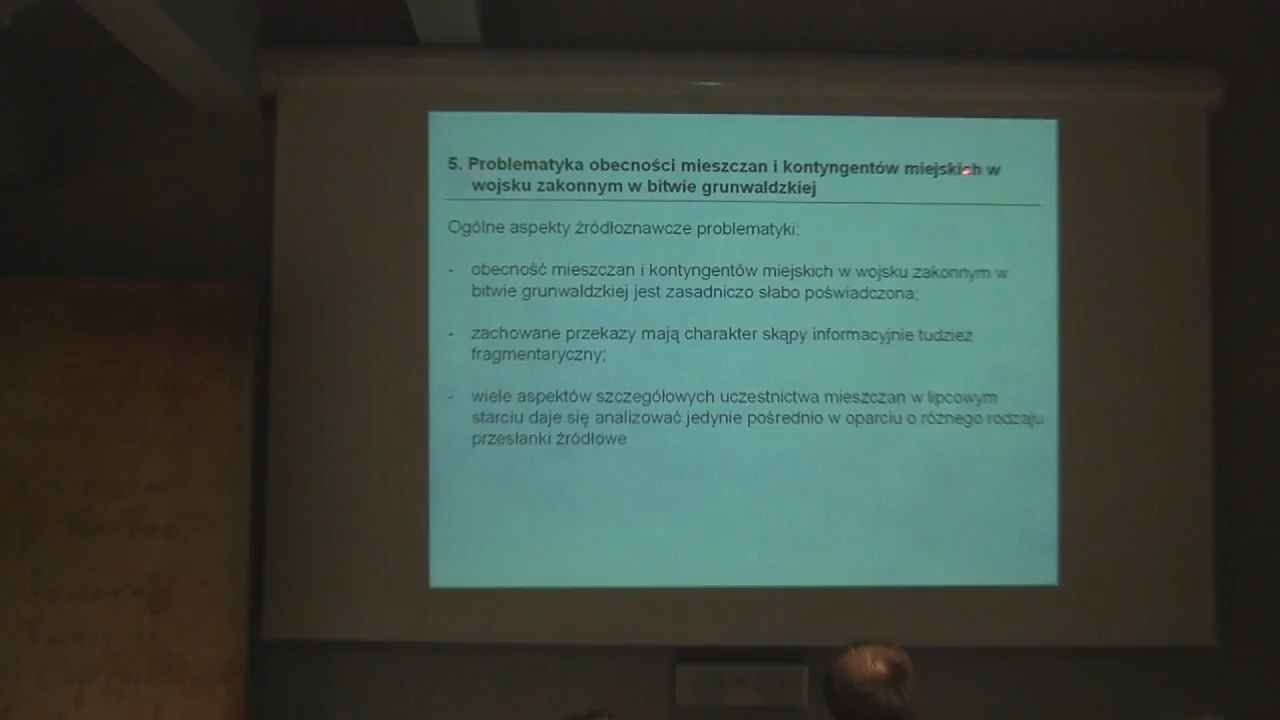 5. Problematyka obecności mieszczan i kontyngentów miejskich w
wojsku zakonnym w bitwie grunwaldzkiej
Ogólne aspekty źródłoznawcze problematyki:
- obecność mieszczan i kontyngentów miejskich w wojsku zakonnym w
bitwie grunwaldzkiej jest zasadniczo słabo poświadczona;
- zachowane przekazy mają charakter skąpy informacyjnie tudzież
fragmentaryczny;
- wiele aspektów szczegółowych uczestnictwa mieszczan w lipcowym
starciu daje się analizować jedynie pośrednio w oparciu o różnego rodzaju
przesłanki źródłowe